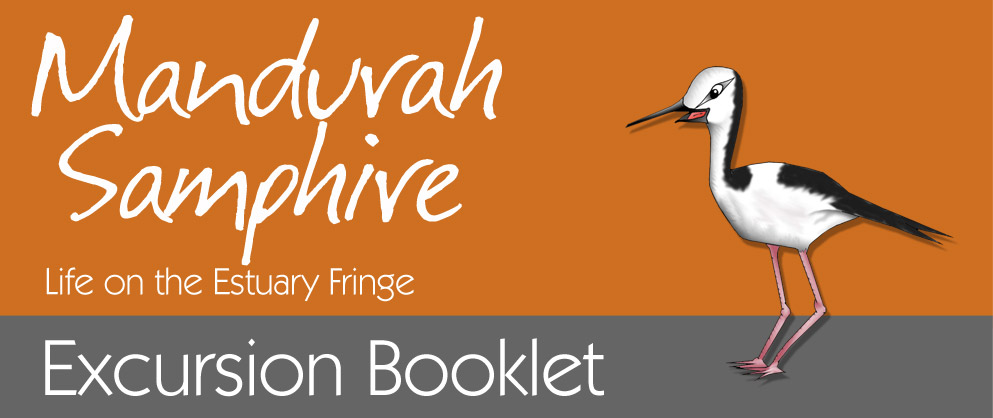 Mandurah
Samphire
Life on the Estuary Fringe
Excursion Booklet